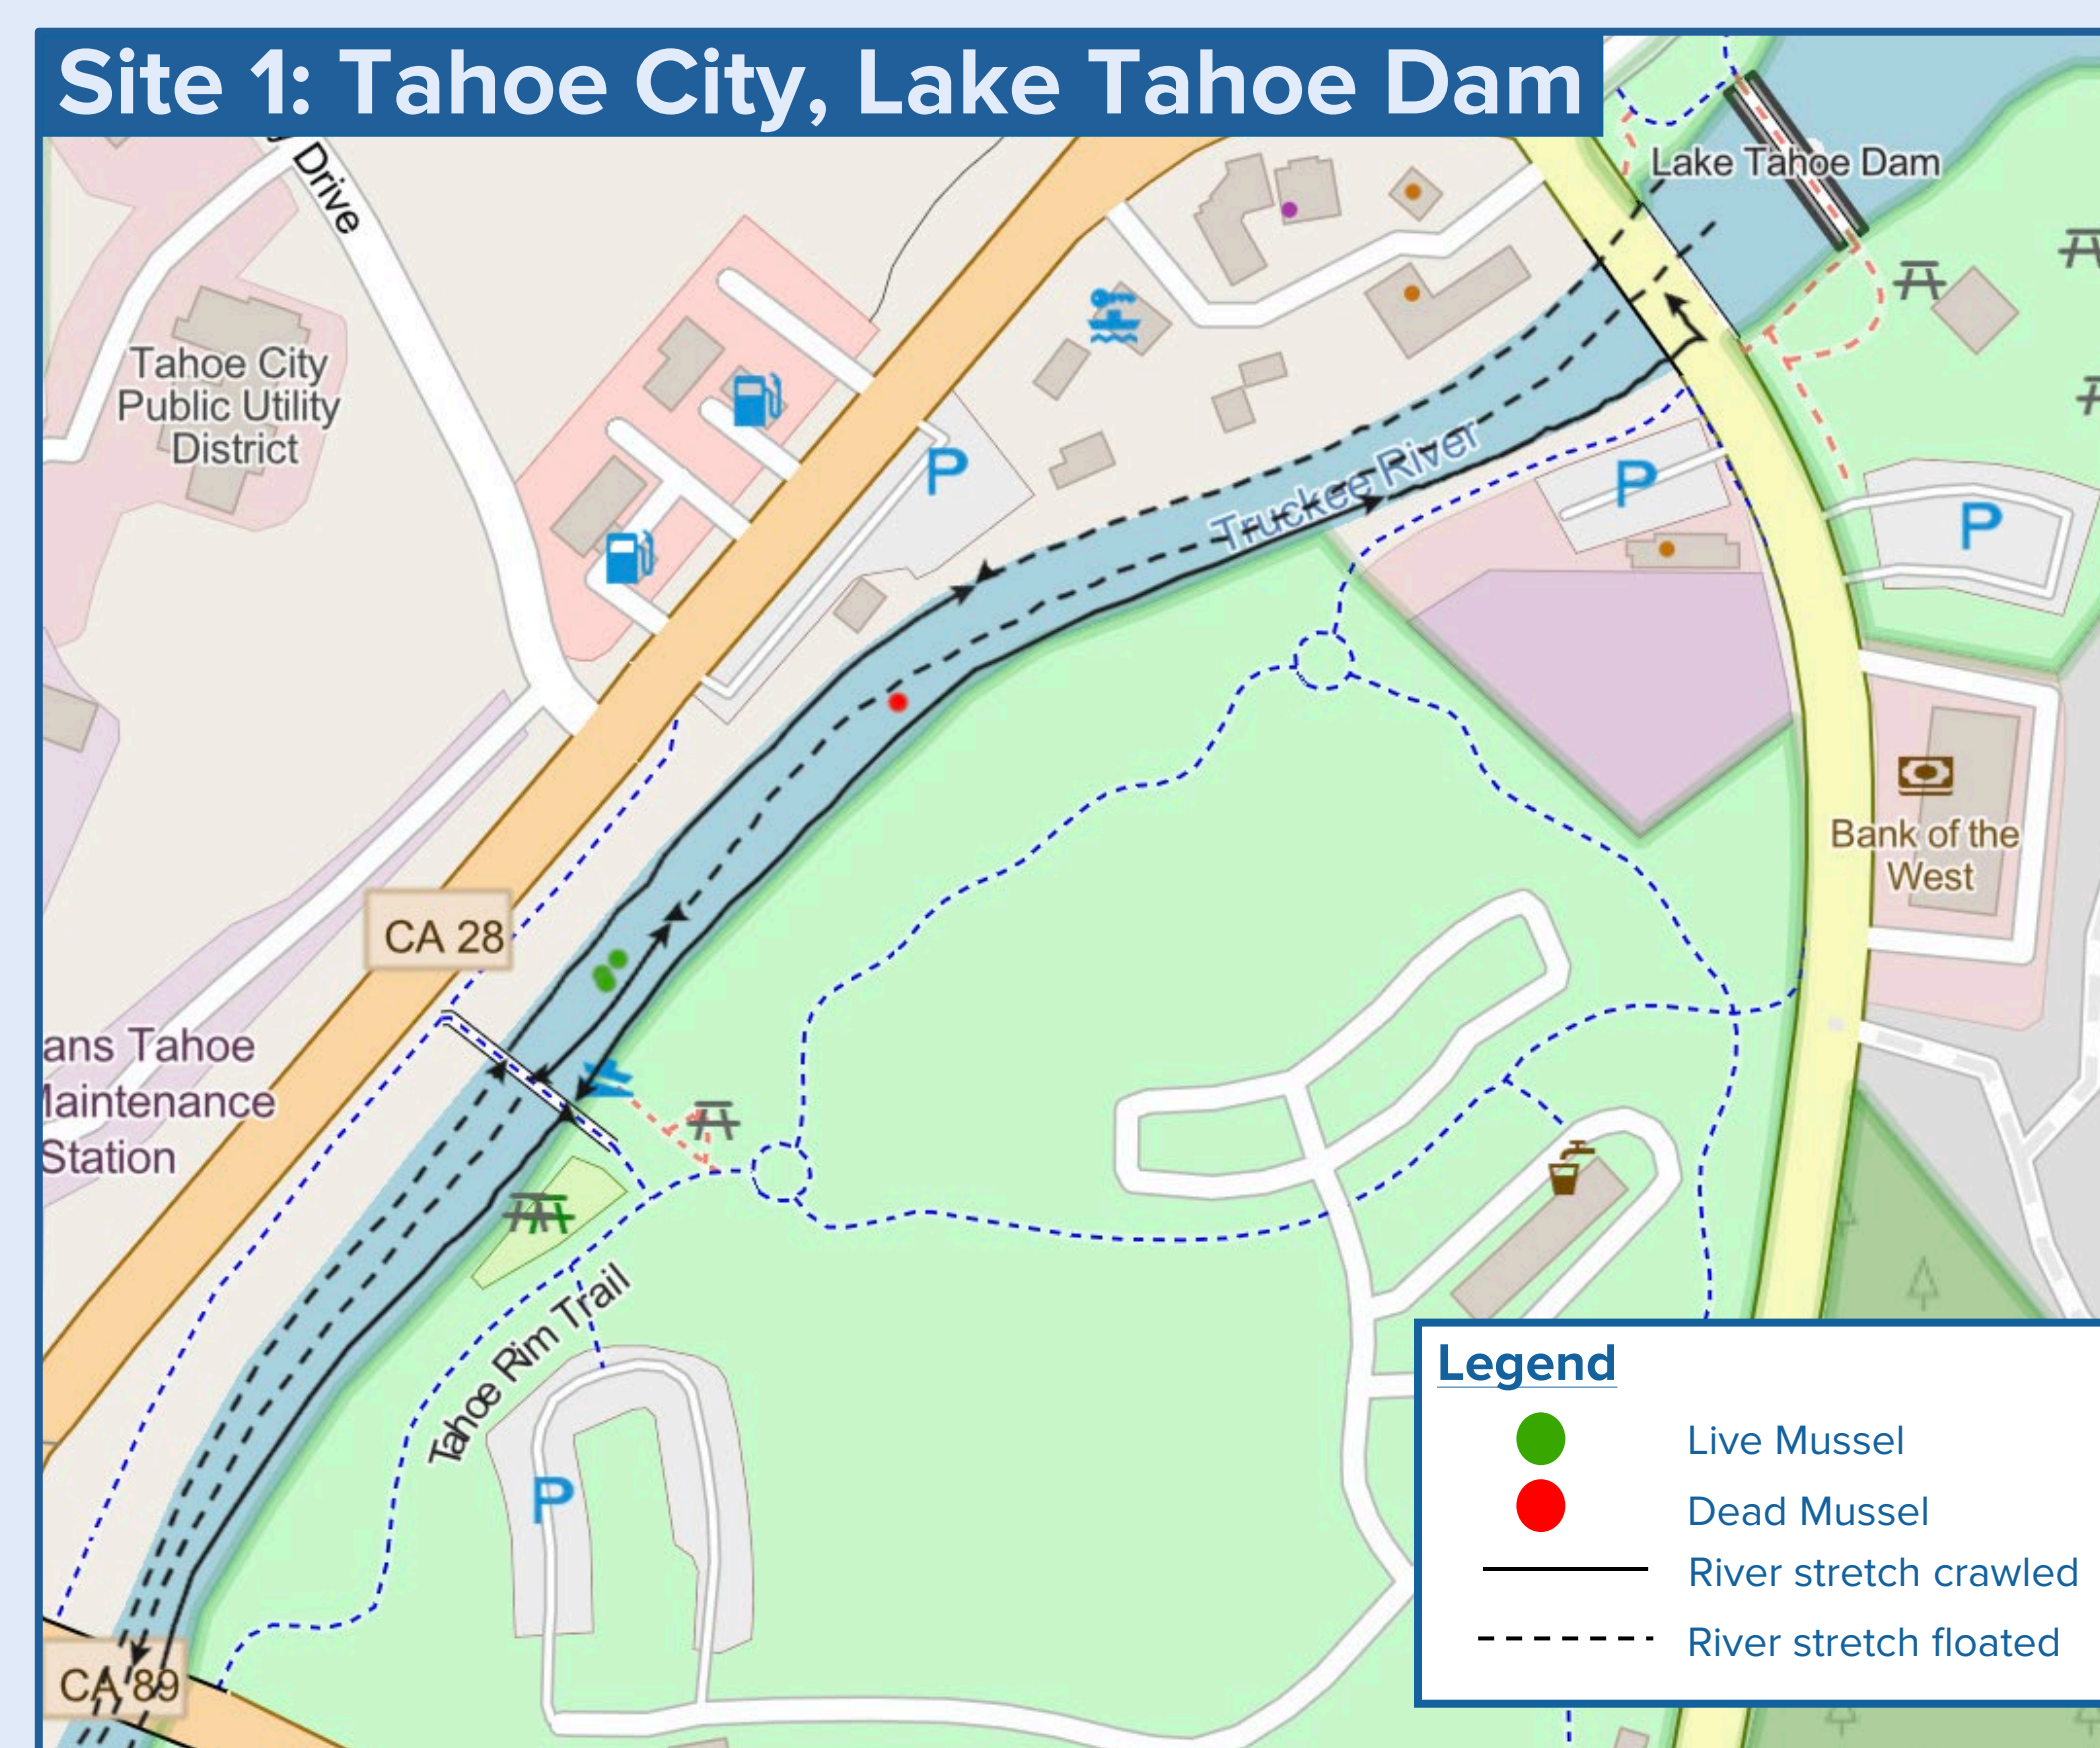 Site 1: Tahoe City, Lake Tahoe Dam
Drive
Lake Tahoe Dam
Tahoe City
Public Utility
District
P
Truckee River
P
P
Bank of the
West
CA 28
ans Tahoe
Maintenance
Station
Tahoe Rim Trail
P
CA 89
Legend
Live Mussel
Dead Mussel
River stretch crawled
River stretch floated